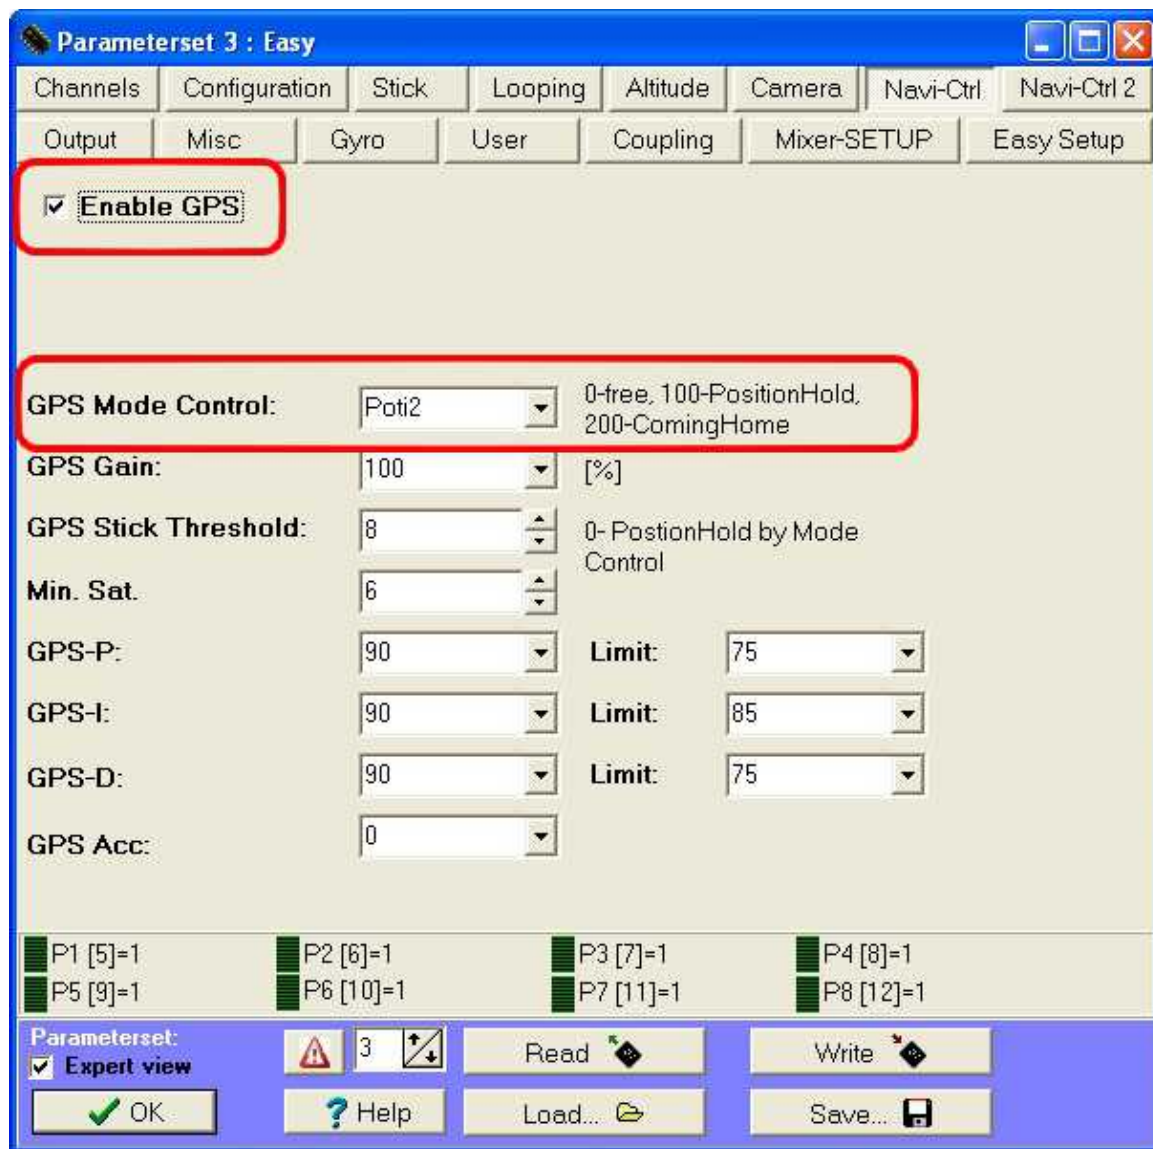 Parameterset 3 : Easy
Channels Configuration Stick Looping Altitude Camera Navi-Ctrl Navi-Ctrl 2
Output Misc Gyro User Coupling Mixer-SETUP Easy Setup
Enable GPS
GPS Mode Control: Poti2 0-free, 100-PositionHold,
200-ComingHome
GPS Gain: 100 [%]
GPS Stick Threshold: 8 0- PostionHold by Mode
Control
Min. Sat. 6
GPS-P: 90 Limit: 75
GPS-I: 90 Limit: 85
GPS-D: 90 Limit: 75
GPS Acc: 0
P1 [5]=1 P2 [6]=1 P3 [7]=1 P4 [8]=1
P5 [9]=1 P6 [10]=1 P7 [11]=1 P8 [12]=1
Parameterset:
Expert view 3 Read Write
OK ? Help Load... Save...